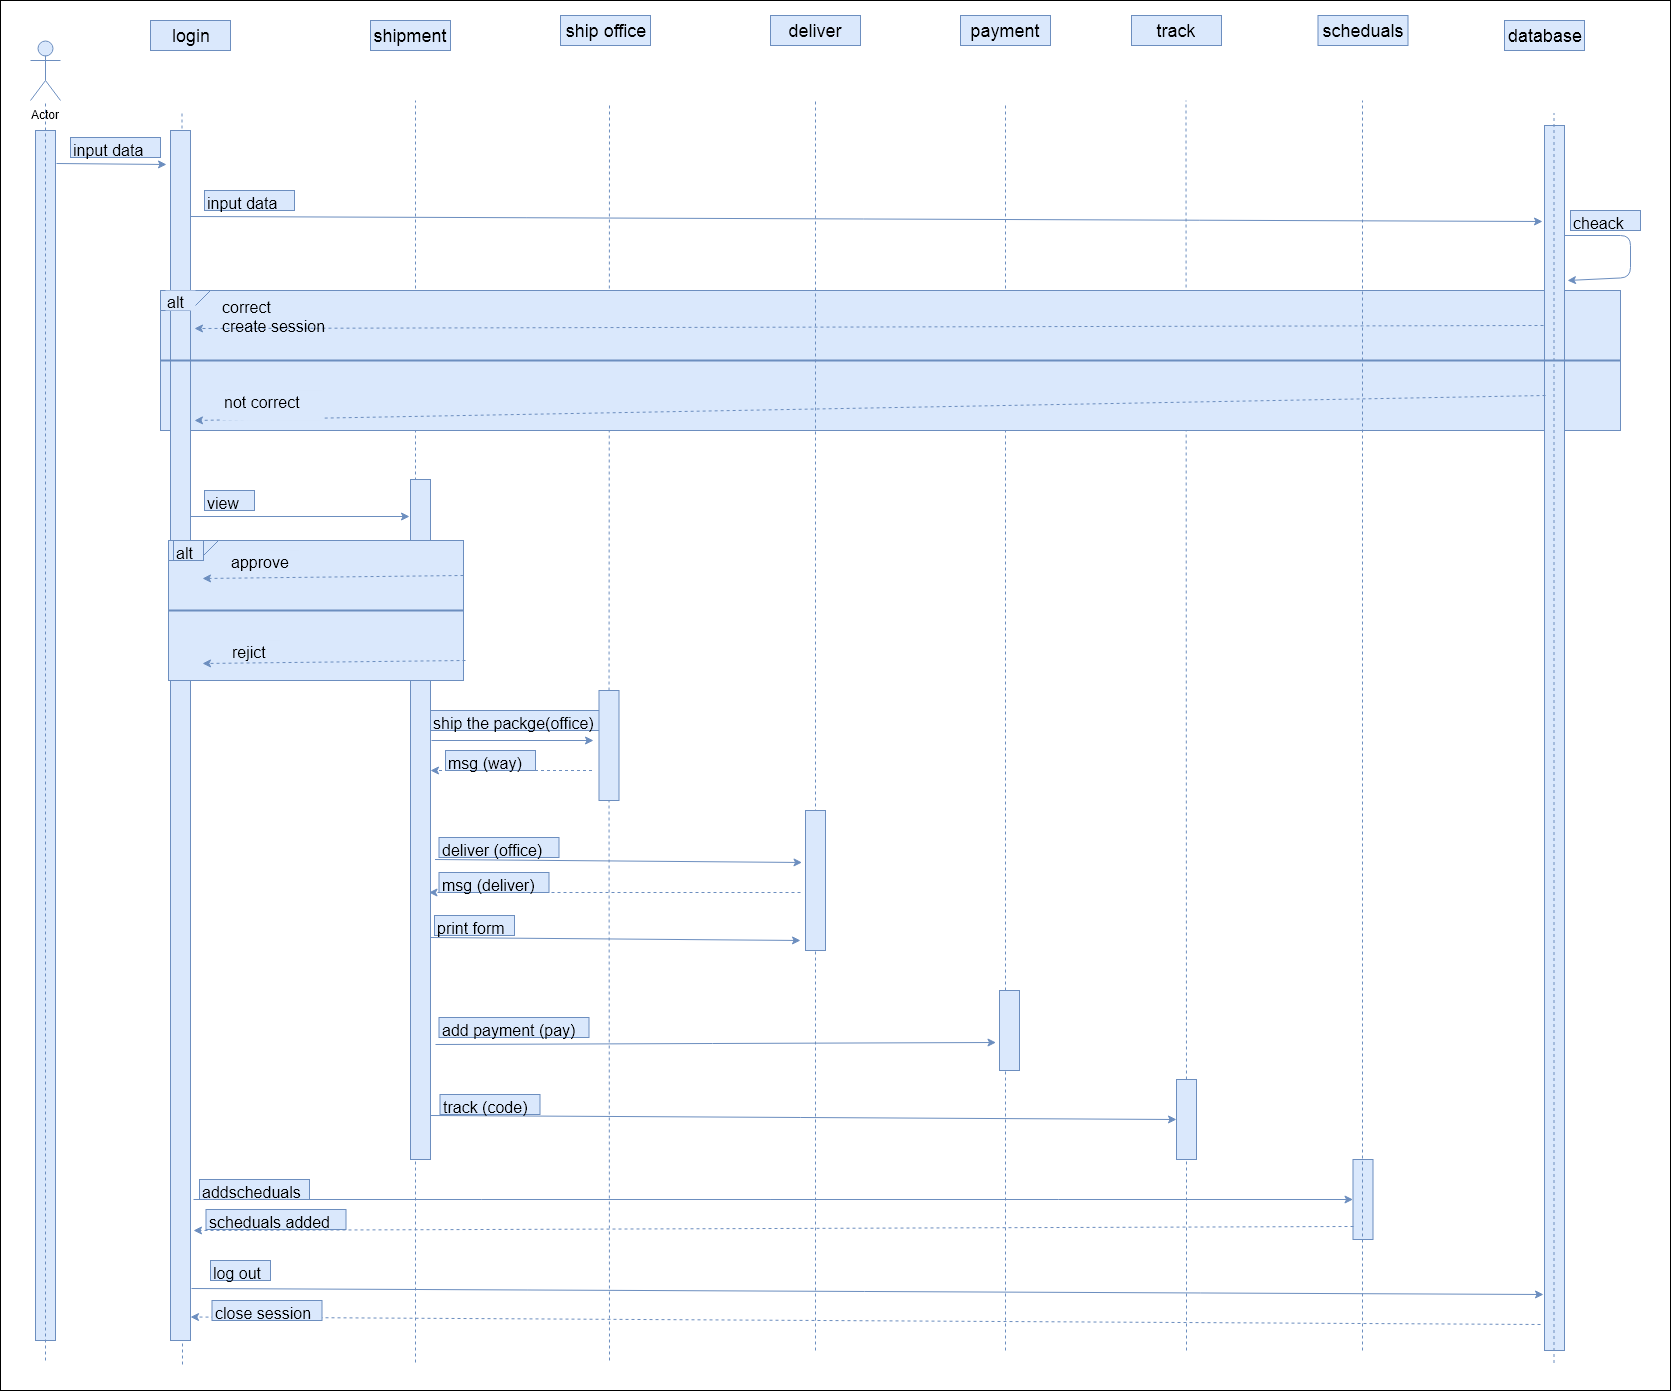 login
shipment
ship office
deliver
payment
track
scheduals
database
Actor
input data
input data
cheack
alt
correct
create session
not correct
view
alt
approve
rejict
ship the packge(office)
msg (way)
deliver (office)
msg (deliver)
print form
add payment (pay)
track (code)
addscheduals
scheduals added
log out
close session